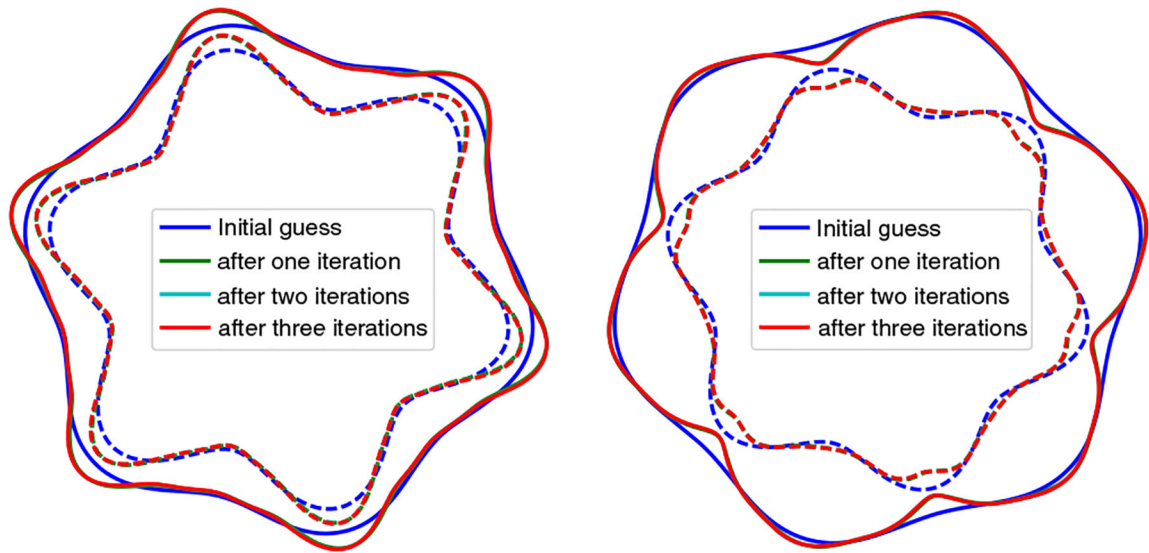 Initial guess
after one iteration
after two iterations
after three iterations
Initial guess
after one iteration
after two iterations
after three iterations